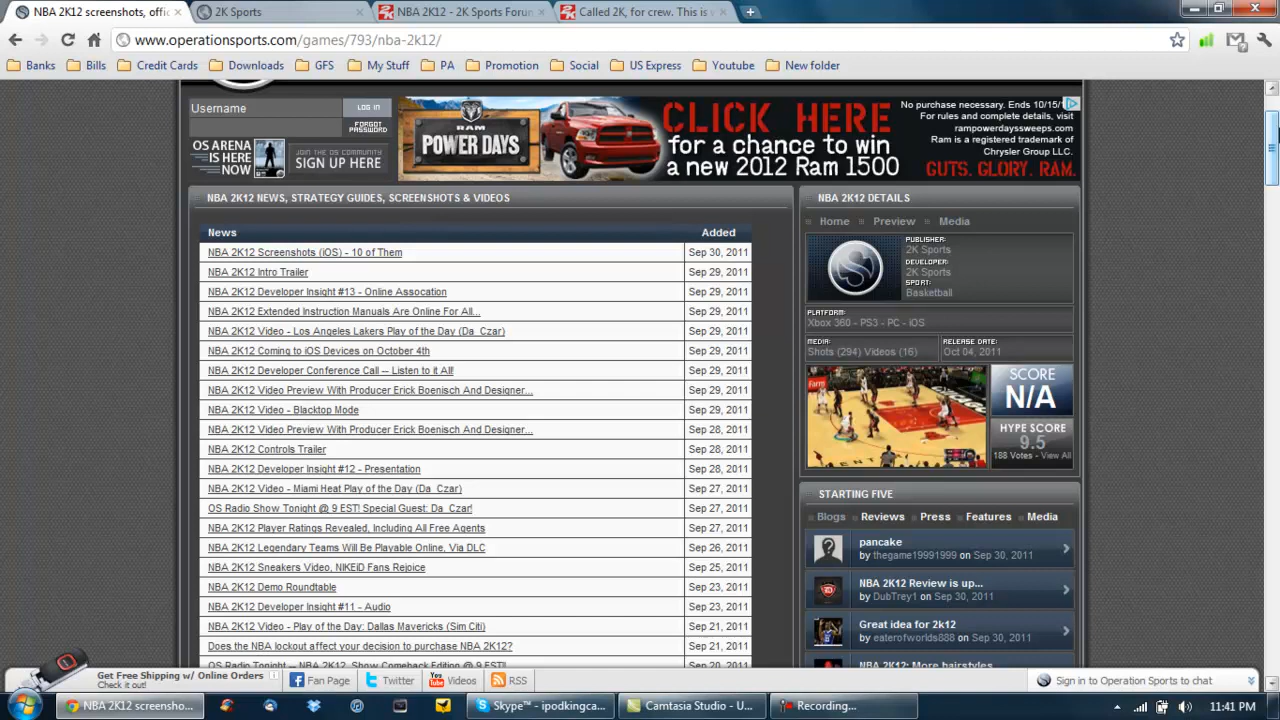 NBA 2K12 screenshots, offic
2K Sports
NBA 2K12 - 2K Sports Forun
Called 2K, for crew. This is v
www.operationsports.com/games/793/nba-2k12/
Banks
Bills
Credit Cards
Downloads
GFS
My Stuff
PA
Promotion
Social
US Express
Youtube
New folder
Username
LOG IN
FORGOT PASSWORD
OS ARENA
IS HERE
NOW
JOIN THE OS COMMUNITY
SIGN UP HERE
RAM
POWER DAYS
CLICK HERE
for a chance to win
a new 2012 Ram 1500
No purchase necessary. Ends 10/15/
For rules and complete details, visit
rampowerdayssweeps.com
Ram is a registered trademark of
Chrysler Group LLC.
GUTS. GLORY. RAM.
NBA 2K12 NEWS, STRATEGY GUIDES, SCREENSHOTS & VIDEOS
News Added
NBA 2K12 Screenshots (iOS) - 10 of Them Sep 30, 2011
NBA 2K12 Intro Trailer Sep 29, 2011
NBA 2K12 Developer Insight #13 - Online Assocation Sep 29, 2011
NBA 2K12 Extended Instruction Manuals Are Online For All... Sep 29, 2011
NBA 2K12 Video - Los Angeles Lakers Play of the Day (Da_Czar) Sep 29, 2011
NBA 2K12 Coming to iOS Devices on October 4th Sep 29, 2011
NBA 2K12 Developer Conference Call -- Listen to it All! Sep 29, 2011
NBA 2K12 Video Preview With Producer Erick Boenisch And Designer... Sep 29, 2011
NBA 2K12 Video - Blacktop Mode Sep 29, 2011
NBA 2K12 Video Preview With Producer Erick Boenisch And Designer... Sep 28, 2011
NBA 2K12 Controls Trailer Sep 28, 2011
NBA 2K12 Developer Insight #12 - Presentation Sep 28, 2011
NBA 2K12 Video - Miami Heat Play of the Day (Da_Czar) Sep 27, 2011
OS Radio Show Tonight @ 9 EST! Special Guest: Da_Czar! Sep 27, 2011
NBA 2K12 Player Ratings Revealed, Including All Free Agents Sep 27, 2011
NBA 2K12 Legendary Teams Will Be Playable Online, Via DLC Sep 26, 2011
NBA 2K12 Sneakers Video, NIKEiD Fans Rejoice Sep 25, 2011
NBA 2K12 Demo Roundtable Sep 23, 2011
NBA 2K12 Developer Insight #11 - Audio Sep 23, 2011
NBA 2K12 Video - Play of the Day: Dallas Mavericks (Sim Citi) Sep 21, 2011
Does the NBA lockout affect your decision to purchase NBA 2K12? Sep 21, 2011
OS Radio Tonight -- NBA 2K12, Show Comeback Edition @ 9 EST! Sep 20, 2011
NBA 2K12 DETAILS
Home
Preview
Media
PUBLISHER:
2K Sports
DEVELOPER:
2K Sports
SPORT:
Basketball
PLATFORM:
Xbox 360 - PS3 - PC - iOS
MEDIA:
Shots (294) Videos (16)
RELEASE DATE:
Oct 04, 2011
SCORE
N/A
HYPE SCORE
9.5
188 Votes - View All
STARTING FIVE
Blogs
Reviews
Press
Features
Media
pancake
by thegame19991999 on Sep 30, 2011
NBA 2K12 Review is up...
by DubTrey1 on Sep 30, 2011
Great idea for 2k12
by eaterofworlds888 on Sep 30, 2011
NBA 2K12: More hairstyles
Get Free Shipping w/ Online Orders
Check it out!
Fan Page
Twitter
Videos
RSS
Sign in to Operation Sports to chat
NBA 2K12 screensho...
Skype™ - ipodkingca...
Camtasia Studio - U...
Recording...
11:41 PM